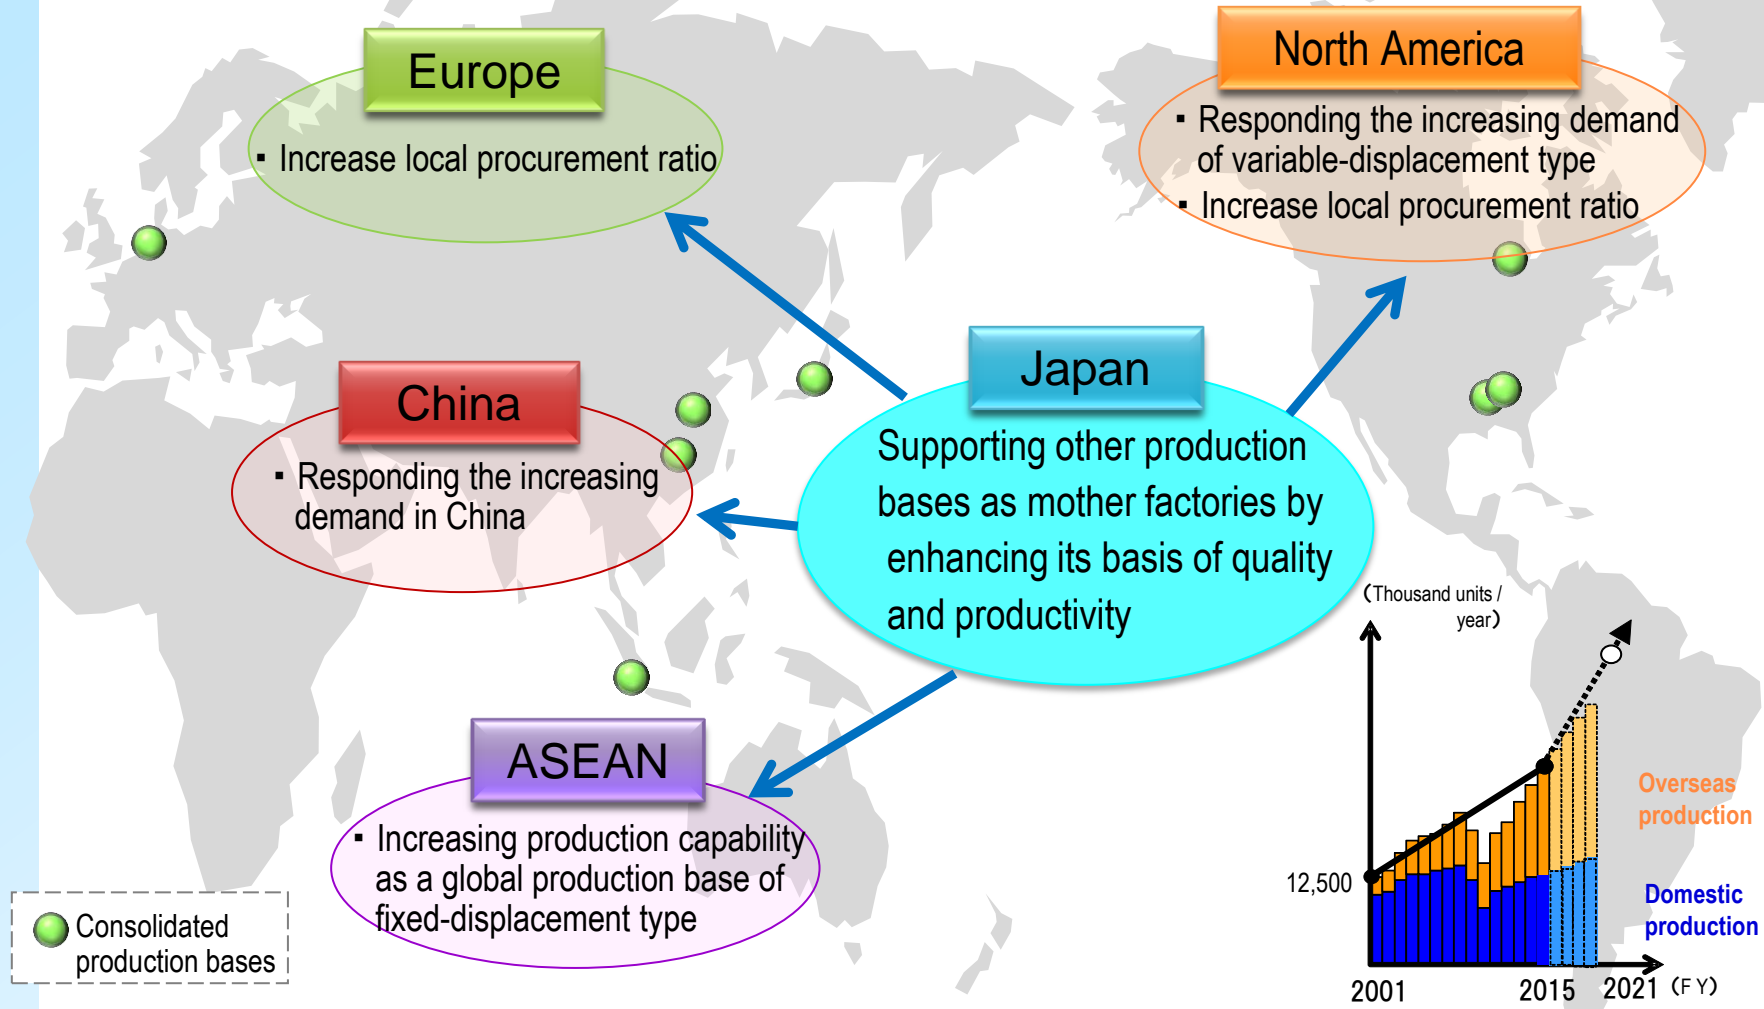 Europe
▪ Increase local procurement ratio
North America
▪ Responding the increasing demand
of variable-displacement type
▪ Increase local procurement ratio
China
▪ Responding the increasing
demand in China
Japan
Supporting other production
bases as mother factories by
enhancing its basis of quality
and productivity
ASEAN
▪ Increasing production capability
as a global production base of
fixed-displacement type
Consolidated
production bases
(Thousand units /
year)
12,500
Overseas
production
Domestic
production
2001
2015
2021
(F Y)